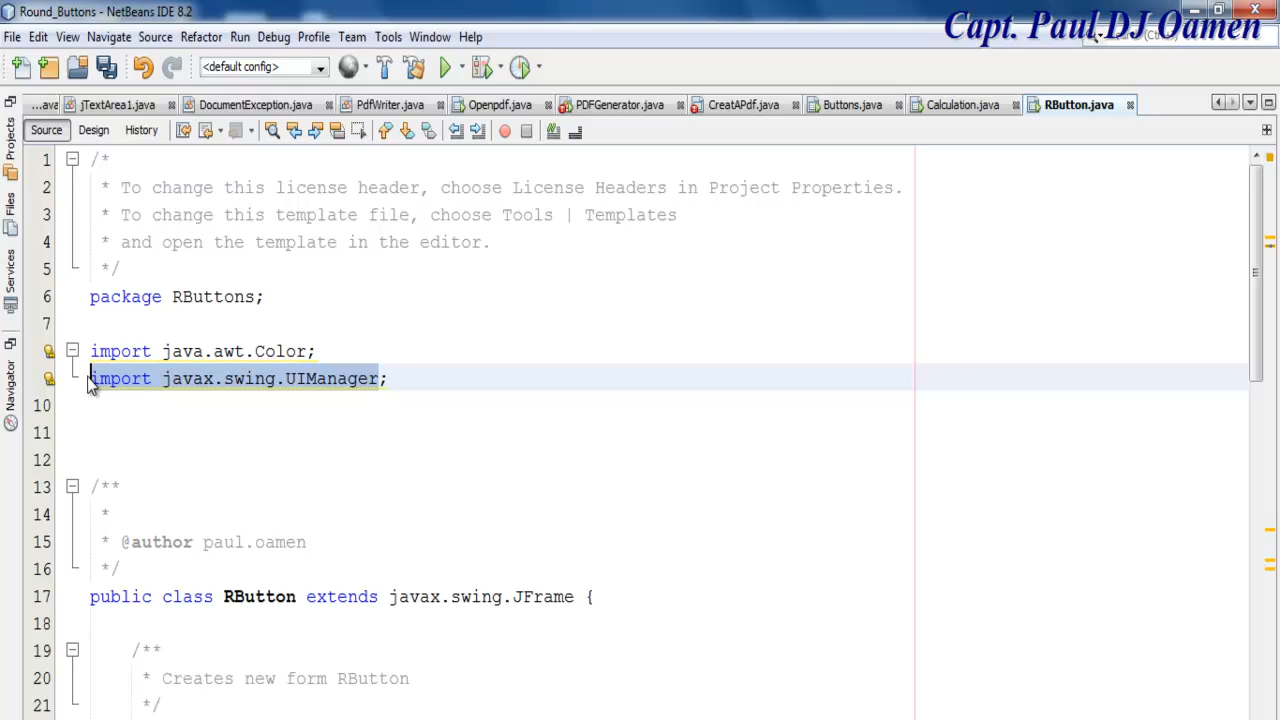 Round_Buttons - NetBeans IDE 8.2
Capt. Paul DJ Oamen
File Edit View Navigate Source Refactor Run Debug Profile Team Tools Window Help
<default config>
...ava jTextArea1.java DocumentException.java PdfWriter.java Openpdf.java PDFGenerator.java CreatAPdf.java Buttons.java Calculation.java RButton.java
Source Design History
Projects
Files
Services
Navigator
1 /*
2 * To change this license header, choose License Headers in Project Properties.
3 * To change this template file, choose Tools | Templates
4 * and open the template in the editor.
5 */
6 package RButtons;
7
import java.awt.Color;
import javax.swing.UIManager;
10
11
12
13 /**
14 *
15 * @author paul.oamen
16 */
17 public class RButton extends javax.swing.JFrame {
18
19 /**
20 * Creates new form RButton
21 */